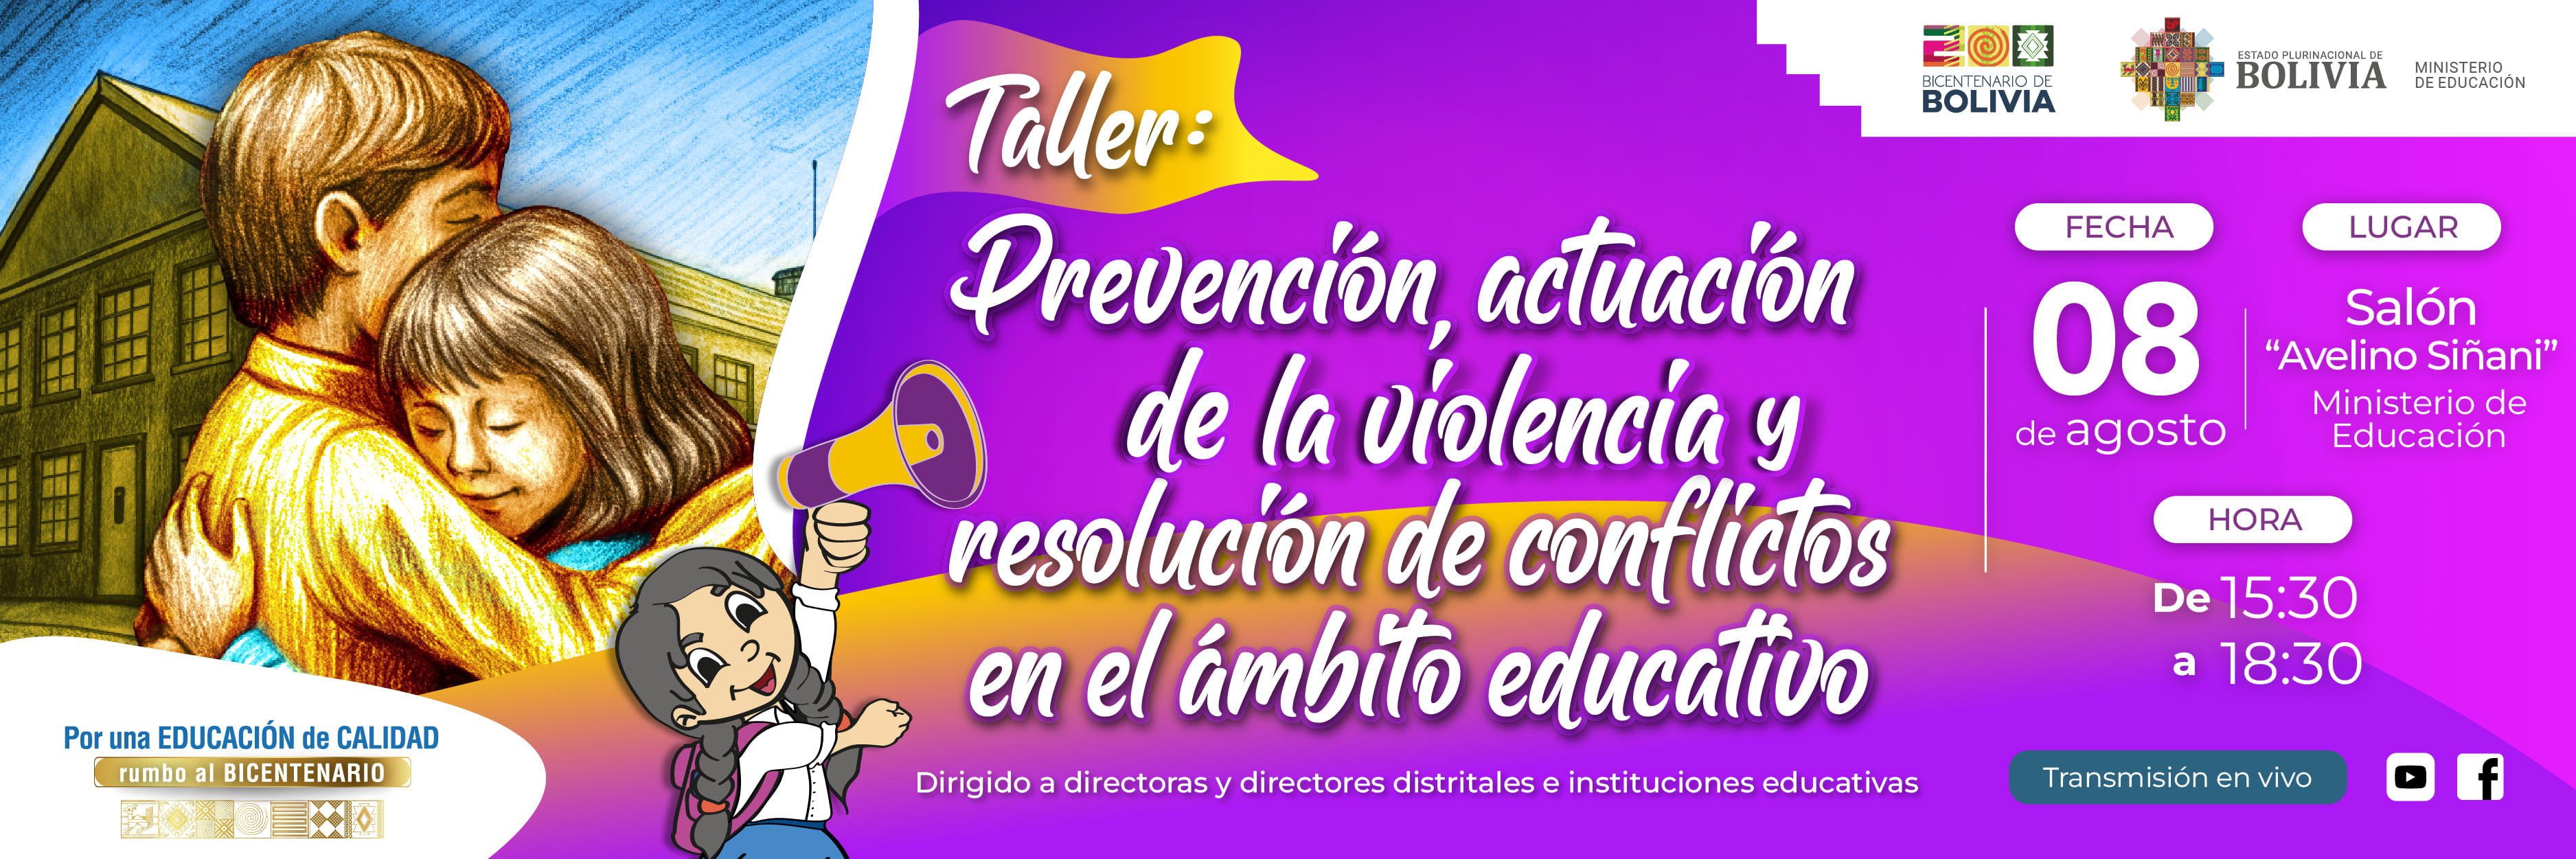 Taller:
Prevención, actuación
de la violencia y
resolución de conflictos
en el ámbito educativo
Dirigido a directoras y directores distritales e instituciones educativas
BICENTENARIO DE
BOLIVIA
ESTADO PLURINACIONAL DE
BOLIVIA
MINISTERIO
DE EDUCACIÓN
FECHA
08
de agosto
LUGAR
Salón
“Avelino Siñani”
Ministerio de
Educación
HORA
De 15:30
a 18:30
Transmisión en vivo
Por una EDUCACIÓN de CALIDAD
rumbo al BICENTENARIO